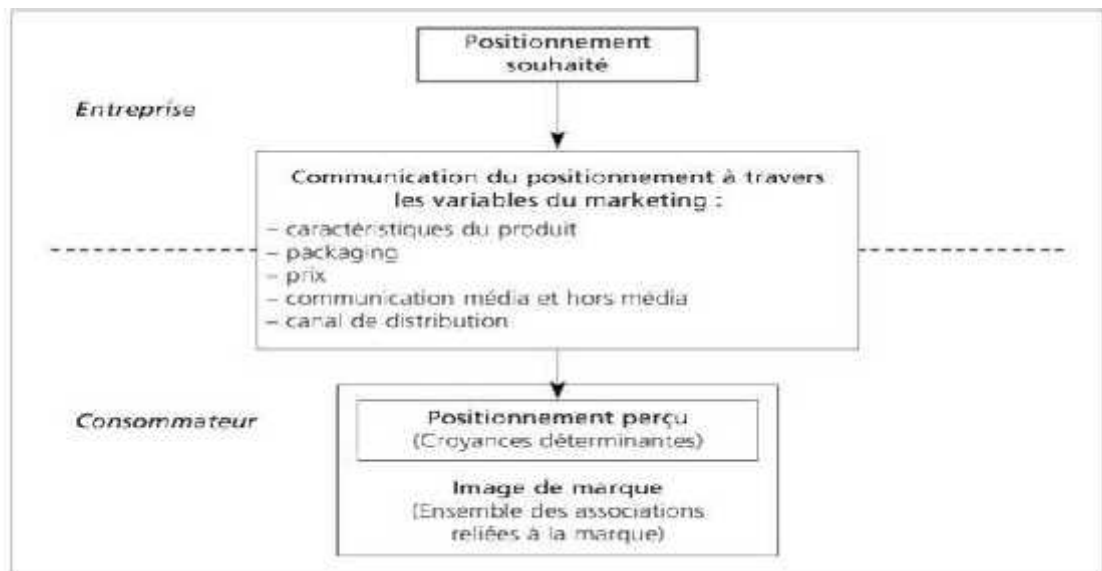 Positionnement
souhaité
Entreprise
Communication du positionnement à travers
les variables du marketing :
– caractéristiques du produit
– packaging
– prix
– communication média et hors média
– canal de distribution
Consommateur
Positionnement perçu
(Croyances déterminantes)
Image de marque
(Ensemble des associations
reliées à la marque)